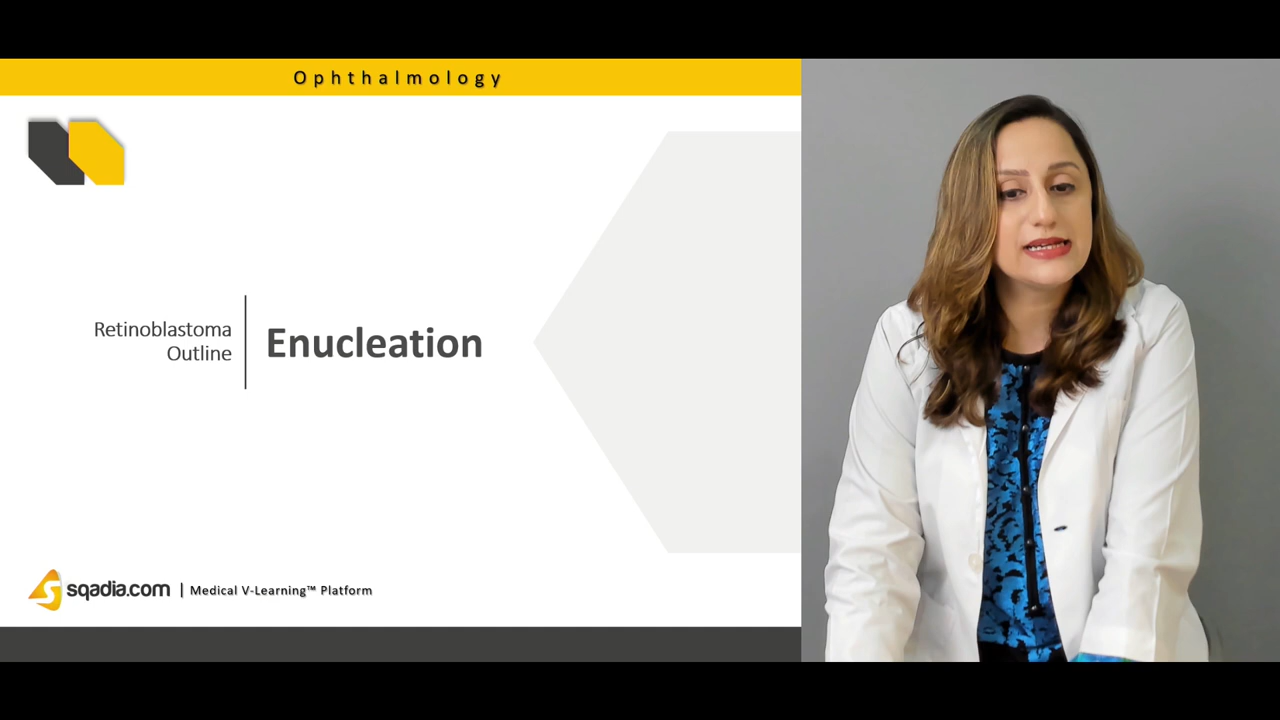 Ophthalmology
Retinoblastoma
Outline
Enucleation
sqadia.com | Medical V-Learning™ Platform